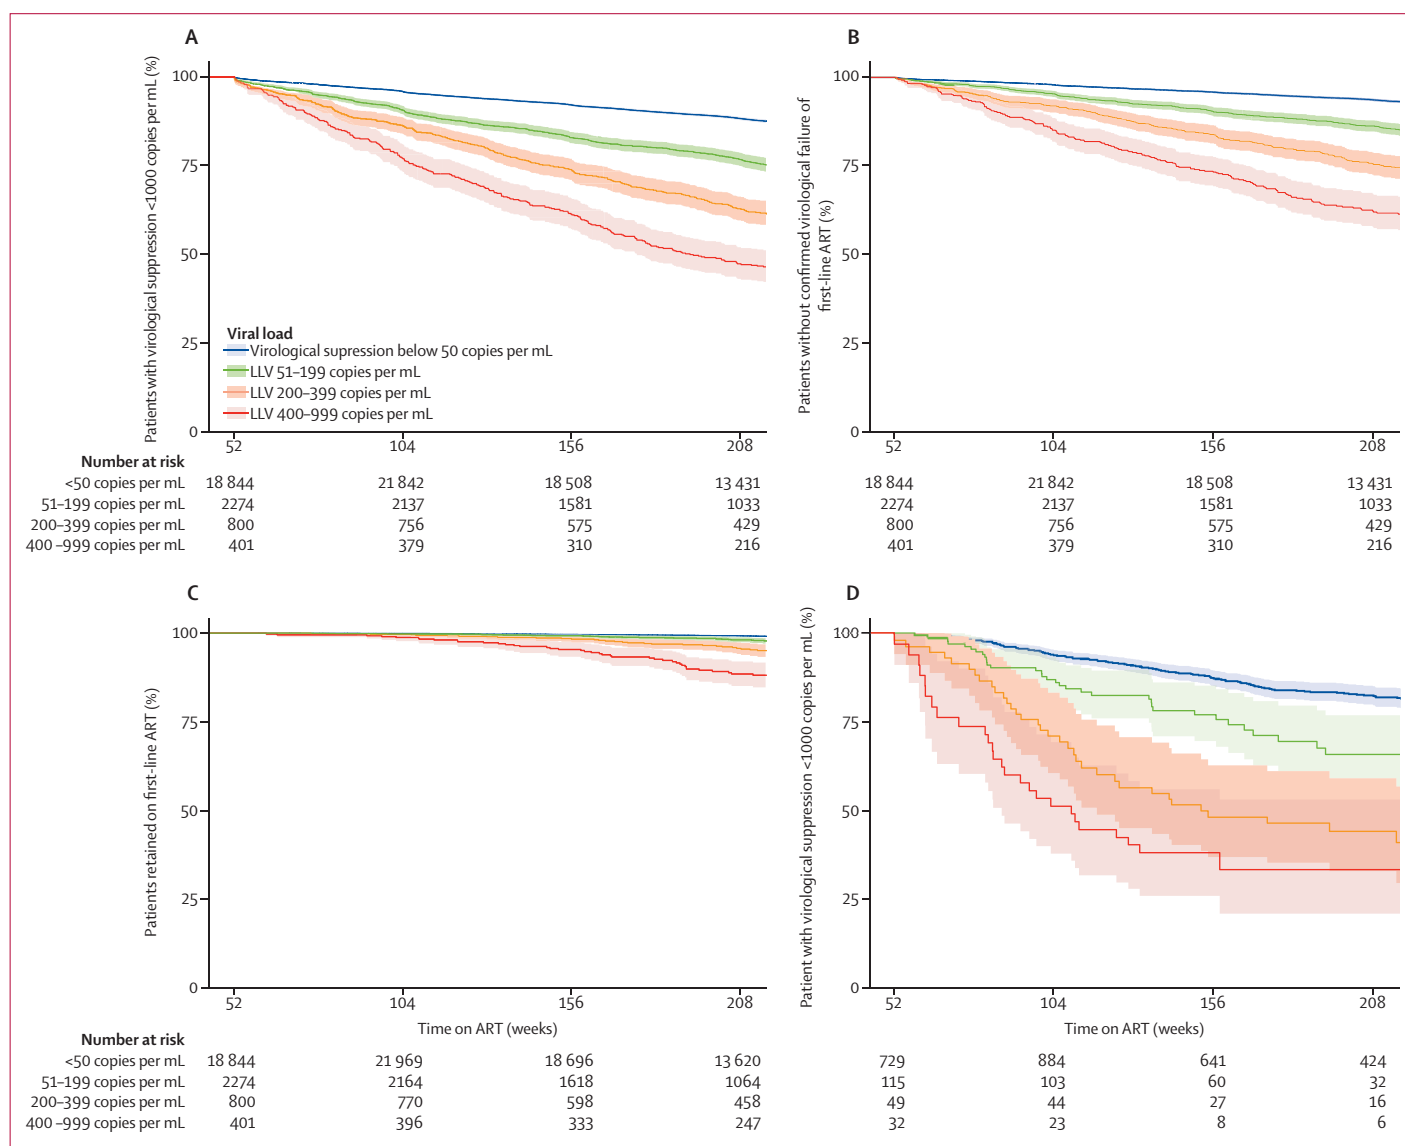 A
Patients with virological suppression <1000 copies per mL (%)
100
75
50
25
0
Viral load
Virological supression below 50 copies per mL
LLV 51–199 copies per mL
LLV 200–399 copies per mL
LLV 400–999 copies per mL
52 104 156 208
B
Patients without confirmed virological failure of
first-line ART (%)
100
75
50
25
0
52 104 156 208
Number at risk
<50 copies per mL 18 844 21 842 18 508 13 431 18 844 21 842 18 508 13 431
51–199 copies per mL 2274 2137 1581 1033 2274 2137 1581 1033
200–399 copies per mL 800 756 575 429 800 756 575 429
400 –999 copies per mL 401 379 310 216 401 379 310 216
C
Patients retained on first-line ART (%)
100
75
50
25
0
52 104 156 208
Time on ART (weeks)
D
Patient with virological suppression <1000 copies per mL (%)
100
75
50
25
0
52 104 156 208
Time on ART (weeks)
Number at risk
<50 copies per mL 18 844 21 969 18 696 13 620 729 884 641 424
51–199 copies per mL 2274 2164 1618 1064 115 103 60 32
200–399 copies per mL 800 770 598 458 49 44 27 16
400 –999 copies per mL 401 396 333 247 32 23 8 6